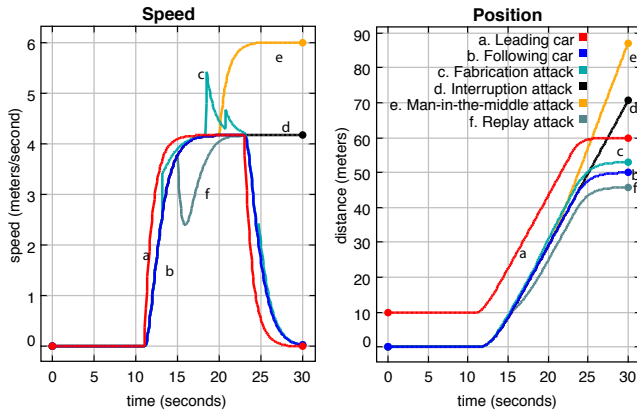 Speed
6
5
4
3
2
1
0
speed (meters/second)
a
b
c
d
e
f
0 5 10 15 20 25 30
time (seconds)
Position
90
80
70
60
50
40
30
20
10
0
distance (meters)
a. Leading car
b. Following car
c. Fabrication attack
d. Interruption attack
e. Man-in-the-middle attack
f. Replay attack
e
d
c
b
f
a
0 5 10 15 20 25 30
time (seconds)